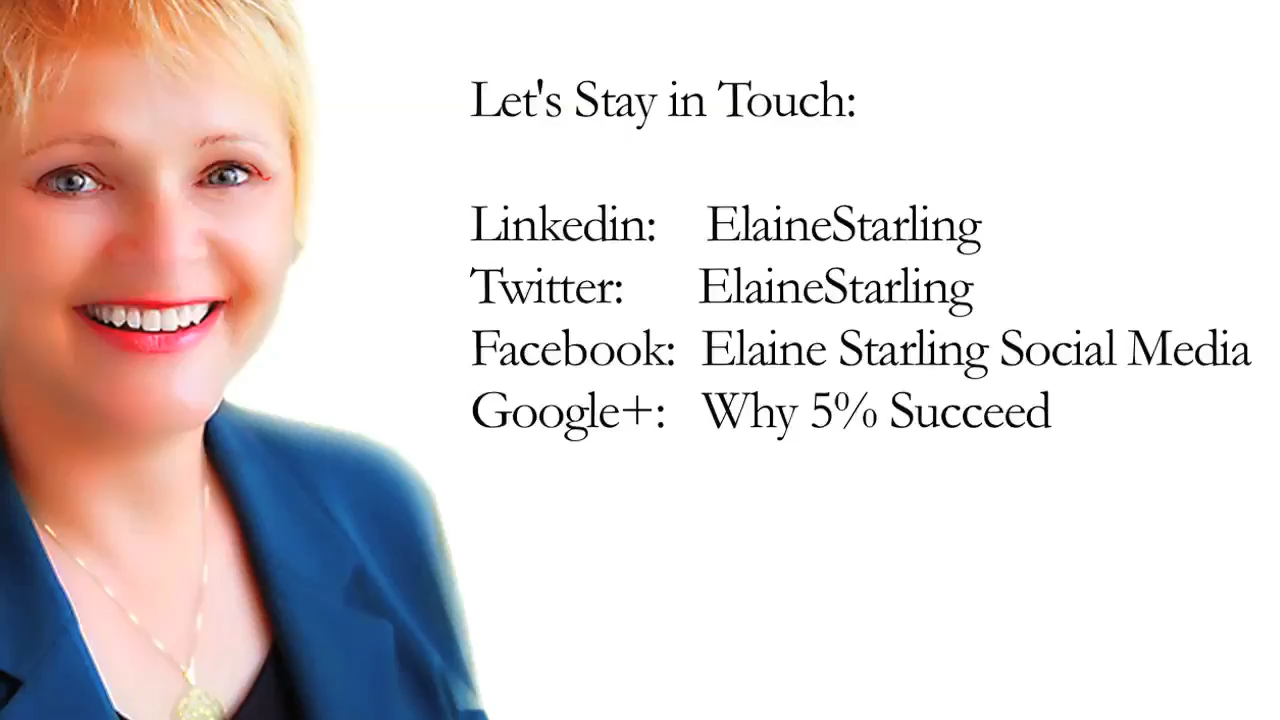 Let's Stay in Touch:
Linkedin: ElaineStarling
Twitter: ElaineStarling
Facebook: Elaine Starling Social Media
Google+: Why 5% Succeed